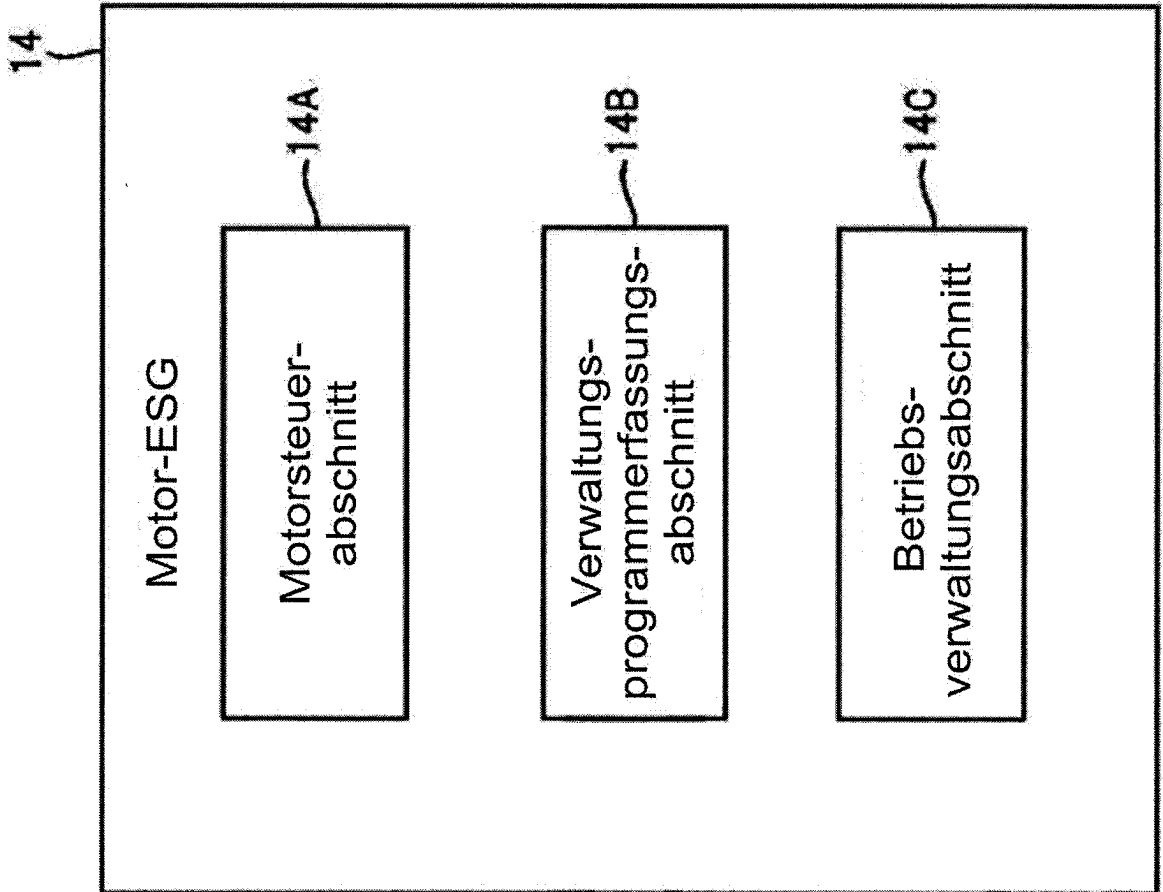 14
Motor-ESG
Motorsteuer-
abschnitt
14A
Verwaltungs-
programmerfassungs-
abschnitt
14B
Betriebs-
verwaltungsabschnitt
14C